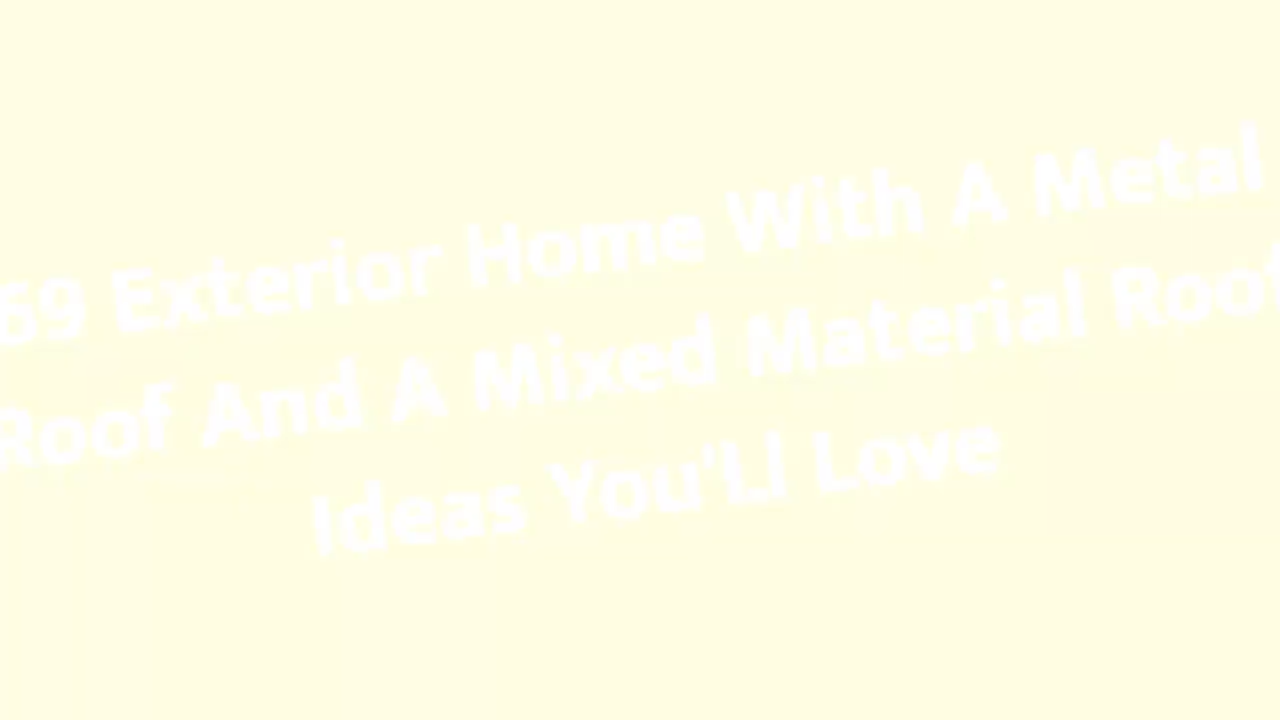 69 Exterior Home With A Metal
Roof And A Mixed Material Roof
Ideas You'Ll Love